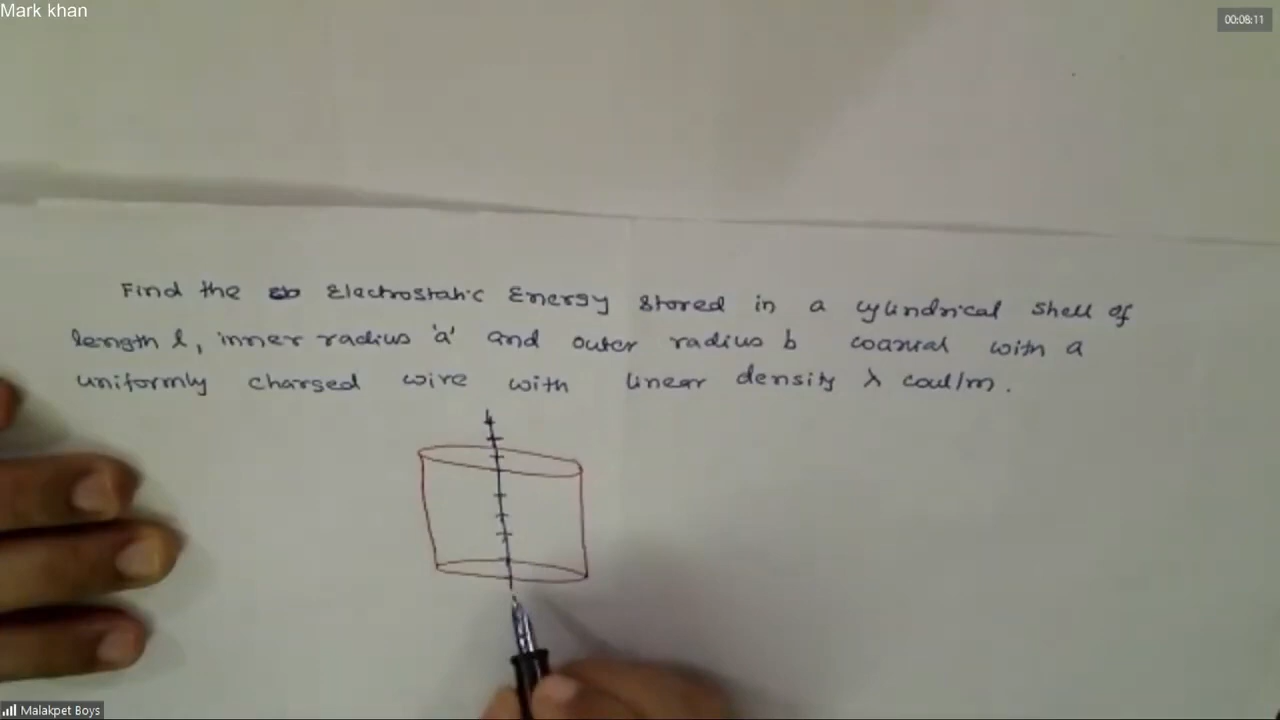 Mark khan
00:08:11
Find the Electrostatic Energy stored in a cylindrical shell of
length l, inner radius 'a' and outer radius b coaxial with a
uniformly charged wire with linear density λ coul/m.
Malakpet Boys